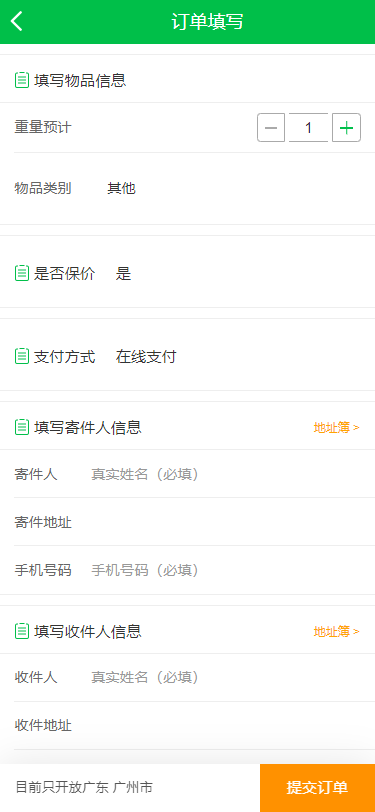 订单填写
填写物品信息
重量预计 1
物品类别 其他
是否保价 是
支付方式 在线支付
填写寄件人信息 地址簿 >
寄件人 真实姓名（必填）
寄件地址
手机号码 手机号码（必填）
填写收件人信息 地址簿 >
收件人 真实姓名（必填）
收件地址
目前只开放广东 广州市 提交订单